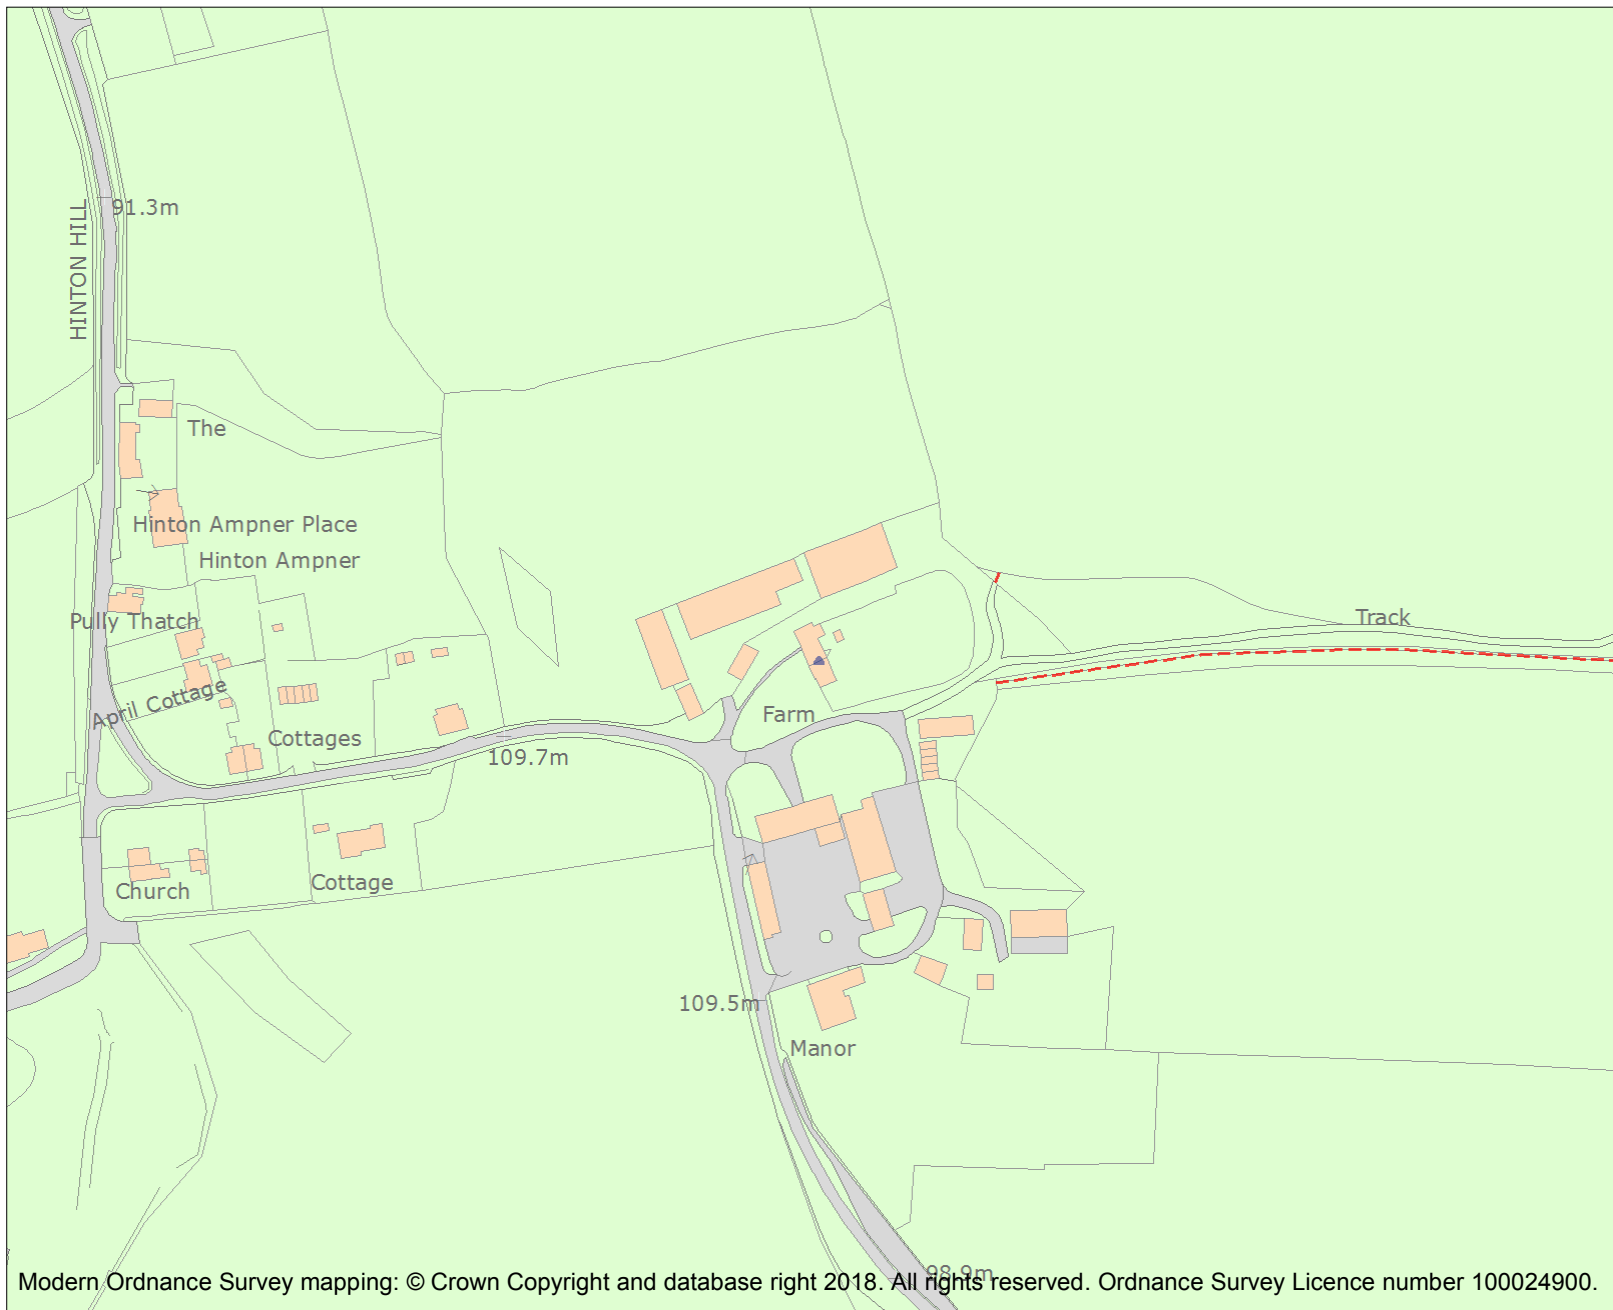 91.3m
HINTON HILL
The
Hinton Ampner Place
Hinton Ampner
Pully Thatch
Track
April Cottage
Farm
Cottages
109.7m
Cottage
Church
109.5m
Manor
98.9m
Modern Ordnance Survey mapping: © Crown Copyright and database right 2018. All rights reserved. Ordnance Survey Licence number 100024900.